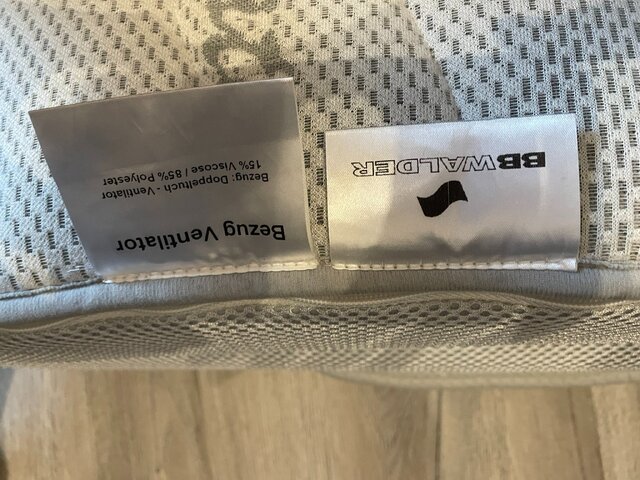 Bezug Ventilator
Bezug: Doppeltuch - Ventilator
15% Viscose / 85% Polyester
BBWALDER